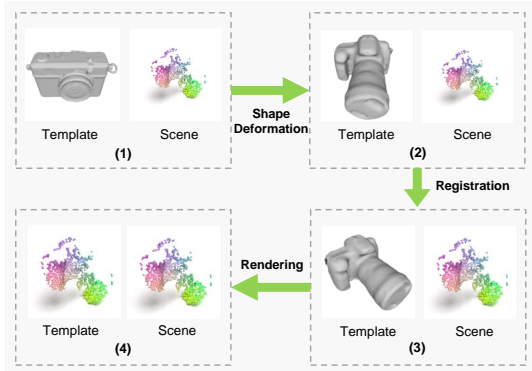 Template Scene
(1)
Shape
Deformation
Template Scene
(2)
Registration
Template Scene
(3)
Rendering
Template Scene
(4)